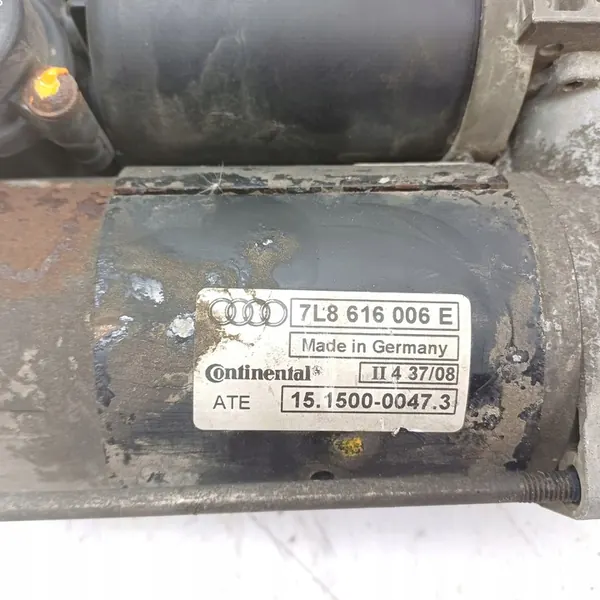 7L8 616 006 E
Made in Germany
Continental II 4 37/08
ATE 15.1500-0047.3